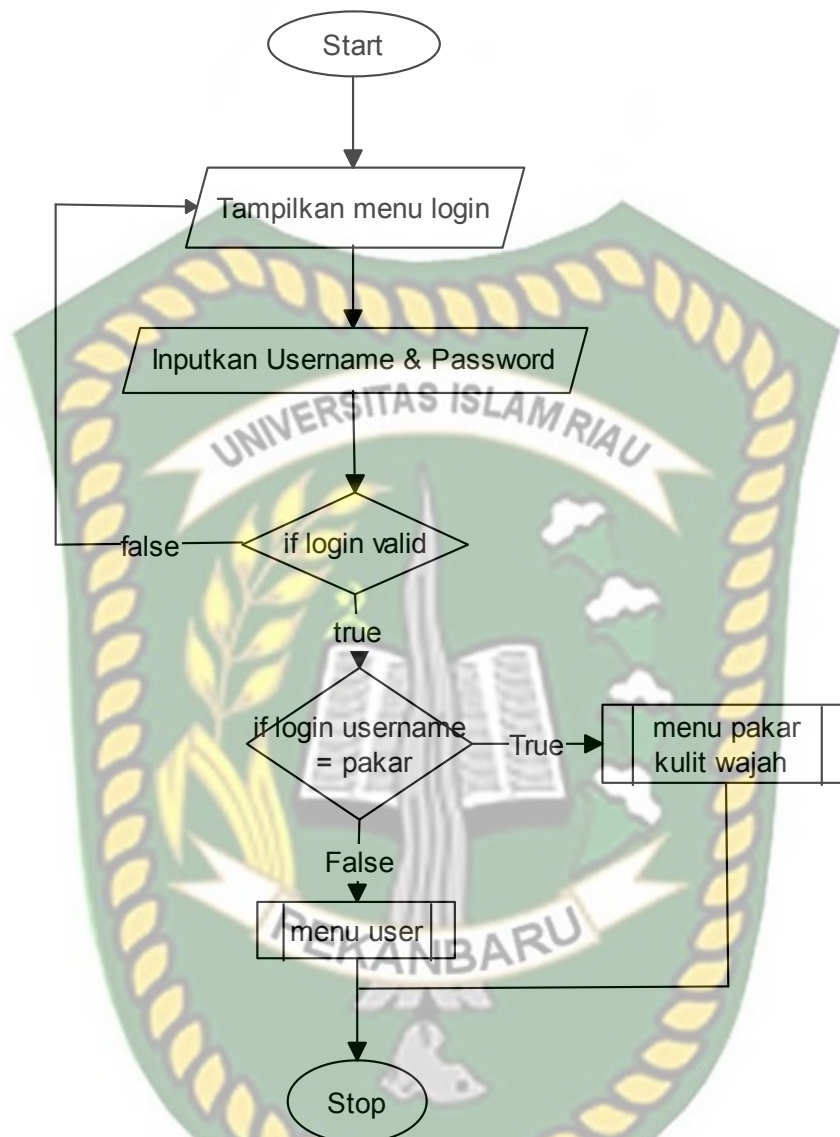 Start
Tampilkan menu login
Inputkan Username & Password
UNIVERSITAS ISLAM RIAU
if login valid
false
true
if login username
= pakar
True
menu pakar
kulit wajah
False
menu user
PEKANBARU
Stop